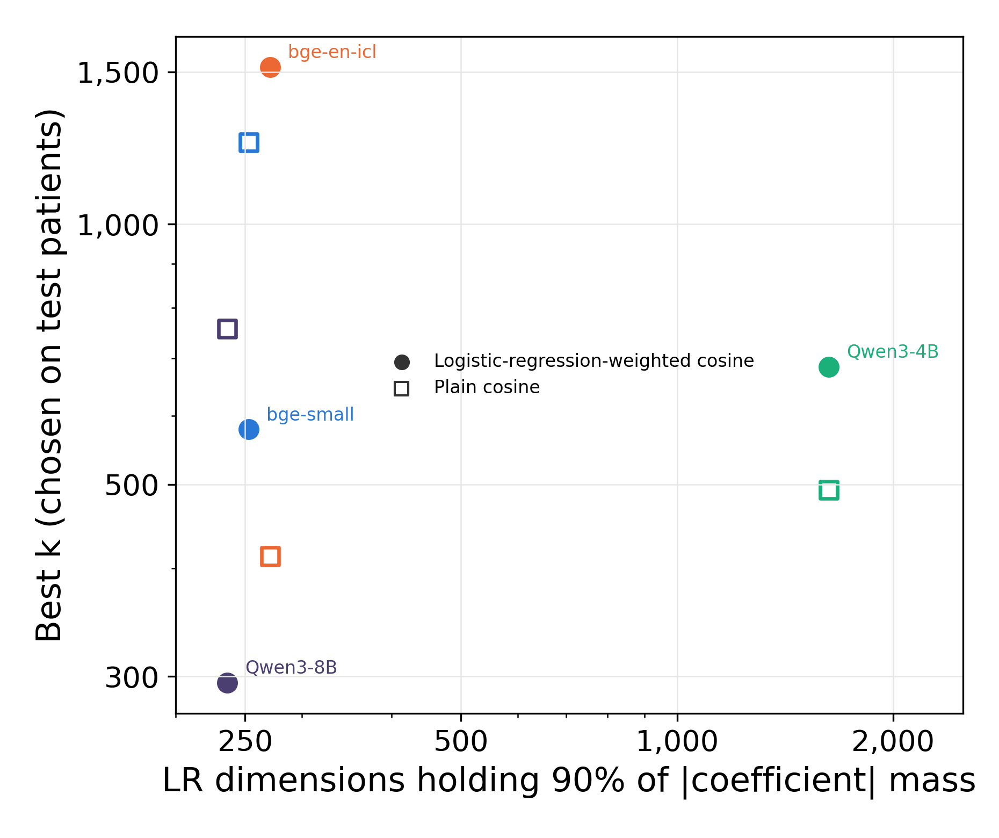 bge-en-icl
1,500
1,000
Qwen3-4B
Logistic-regression-weighted cosine
Plain cosine
bge-small
500
Qwen3-8B
300
Best k (chosen on test patients)
250
500
1,000
2,000
LR dimensions holding 90% of |coefficient| mass